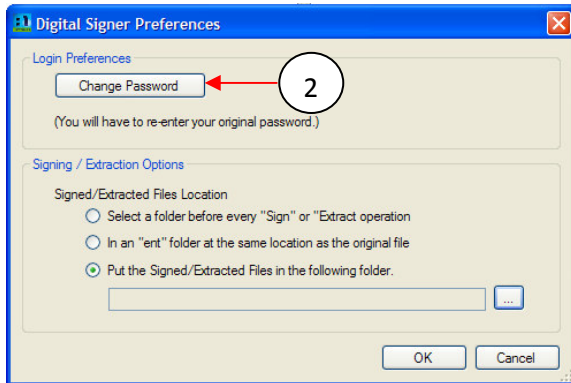 Digital Signer Preferences
Login Preferences
Change Password
2
(You will have to re-enter your original password.)
Signing / Extraction Options
Signed/Extracted Files Location
Select a folder before every "Sign" or "Extract operation
In an "ent" folder at the same location as the original file
Put the Signed/Extracted Files in the following folder.
...
OK Cancel